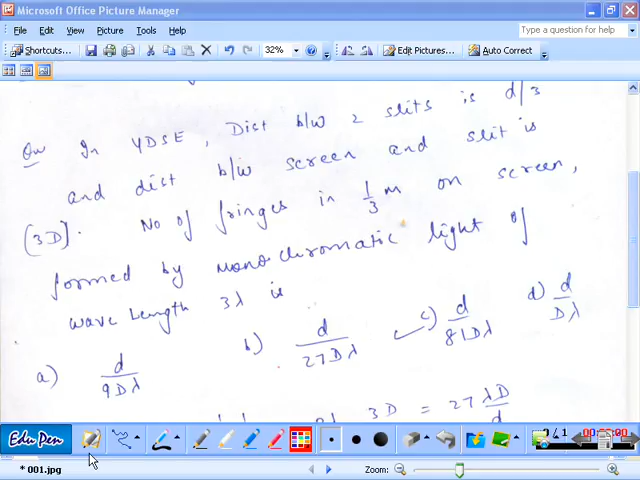 Microsoft Office Picture Manager
File Edit View Picture Tools Help
Type a question for help
Shortcuts... 32% Edit Pictures... Auto Correct
Qw In YDSE, Dist b/w 2 slits is d/3
and dist b/w screen and slit is
(3D]. No of fringes in 1/3 m on screen,
formed by monochromatic light of
wave length 3λ is
a) d/9Dλ b) d/27Dλ c) d/81Dλ d) d/Dλ
3D = 27 λD/d
Edu Pen
*001.jpg Zoom: